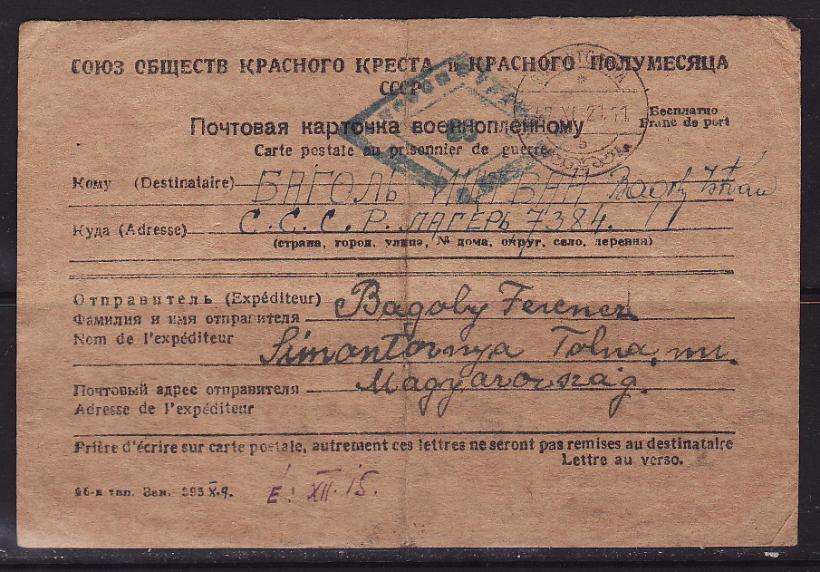 СОЮЗ ОБЩЕСТВ КРАСНОГО КРЕСТА и КРАСНОГО ПОЛУМЕСЯЦА
СССР
Бесплатно
Franc de port
Почтовая карточка военнопленному
Carte postale au prisonnier de guerre
Кому (Destinataire) БАГОЛЬ ИШТВАН Bagoly István
Куда (Adresse) С.С.С.Р. ЛАГЕРЬ 7384.
(страна, город, улица, № дома, округ, село, деревня)
Отправитель (Expéditeur)
Фамилия и имя отправителя Bagoly Ferencz
Nom de l'expéditeur
Simontornya Tolna. m.
Почтовый адрес отправителя Magyarország.
Adresse de l'expéditeur
Prière d'écrire sur carte postale, autrement ces lettres ne seront pas remises au destinataire
Lettre au verso.
É: XII. 15.